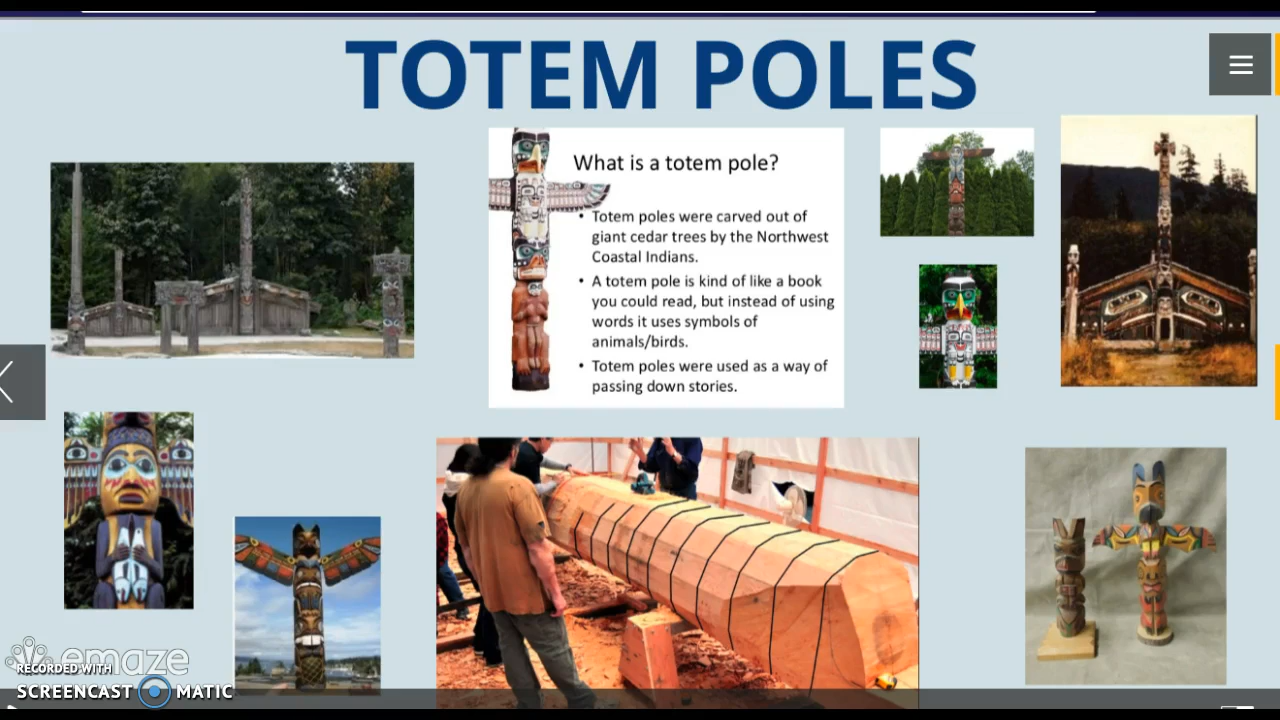 TOTEM POLES
What is a totem pole?
• Totem poles were carved out of
giant cedar trees by the Northwest
Coastal Indians.
• A totem pole is kind of like a book
you could read, but instead of using
words it uses symbols of
animals/birds.
• Totem poles were used as a way of
passing down stories.
emaze
RECORDED WITH
SCREENCAST MATIC